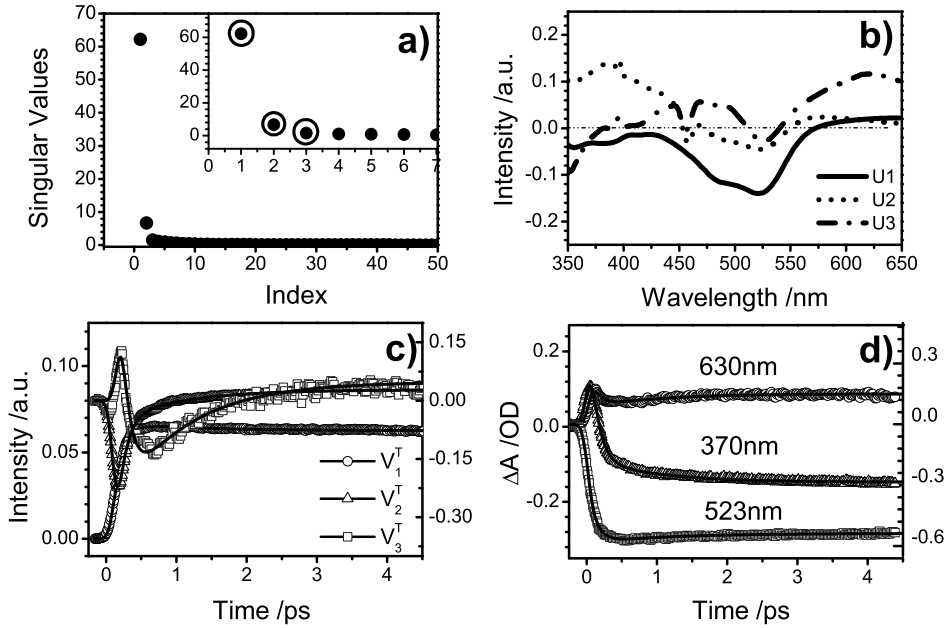 a)
Singular Values
70
60
50
40
30
20
10
0
60
40
20
0
0 1 2 3 4 5 6 7
0 10 20 30 40 50
Index
b)
Intensity /a.u.
0.2
0.1
0.0
-0.1
-0.2
U1
U2
U3
350 400 450 500 550 600 650
Wavelength /nm
c)
Intensity /a.u.
0.10
0.05
0.00
0.15
0.00
-0.15
-0.30
V₁ᵀ
V₂ᵀ
V₃ᵀ
0 1 2 3 4
Time /ps
d)
ΔA /OD
0.2
0.0
-0.2
0.3
0.0
-0.3
-0.6
630nm
370nm
523nm
0 1 2 3 4
Time /ps